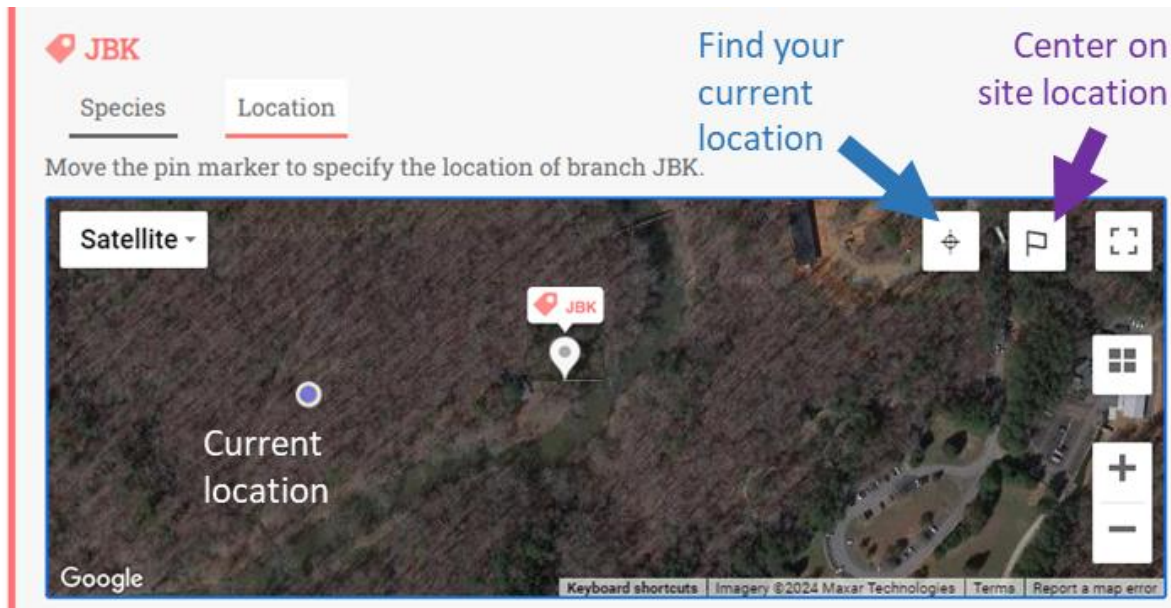 JBK
Species
Location
Move the pin marker to specify the location of branch JBK.
Find your
current
location
Center on
site location
Satellite
JBK
Current
location
Google
Keyboard shortcuts
Imagery ©2024 Maxar Technologies
Terms
Report a map error